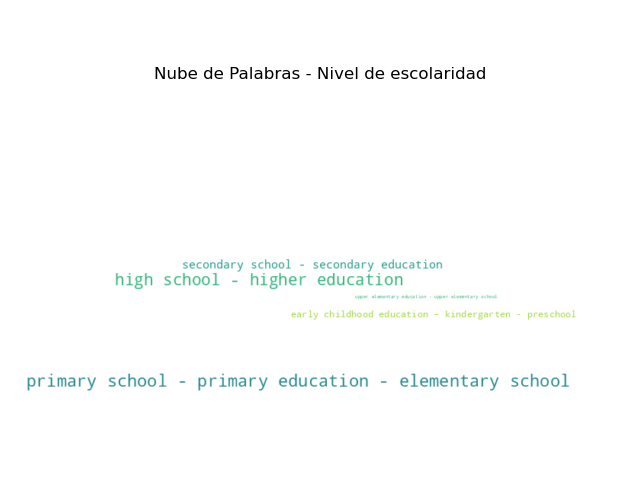 Nube de Palabras - Nivel de escolaridad
secondary school - secondary education
high school - higher education
upper elementary education - upper elementary school
early childhood education – kindergarten - preschool
primary school - primary education - elementary school